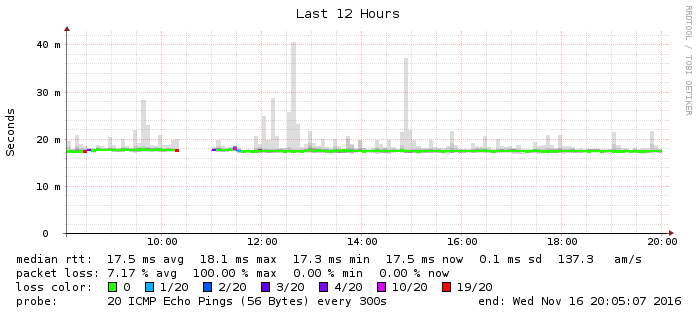 Last 12 Hours
RRDTOOL / TOBI OETIKER
Seconds
40 m
30 m
20 m
10 m
0
10:00 12:00 14:00 16:00 18:00 20:00
median rtt: 17.5 ms avg 18.1 ms max 17.3 ms min 17.5 ms now 0.1 ms sd 137.3 am/s
packet loss: 7.17 % avg 100.00 % max 0.00 % min 0.00 % now
loss color: 0 1/20 2/20 3/20 4/20 10/20 19/20
probe: 20 ICMP Echo Pings (56 Bytes) every 300s end: Wed Nov 16 20:05:07 2016